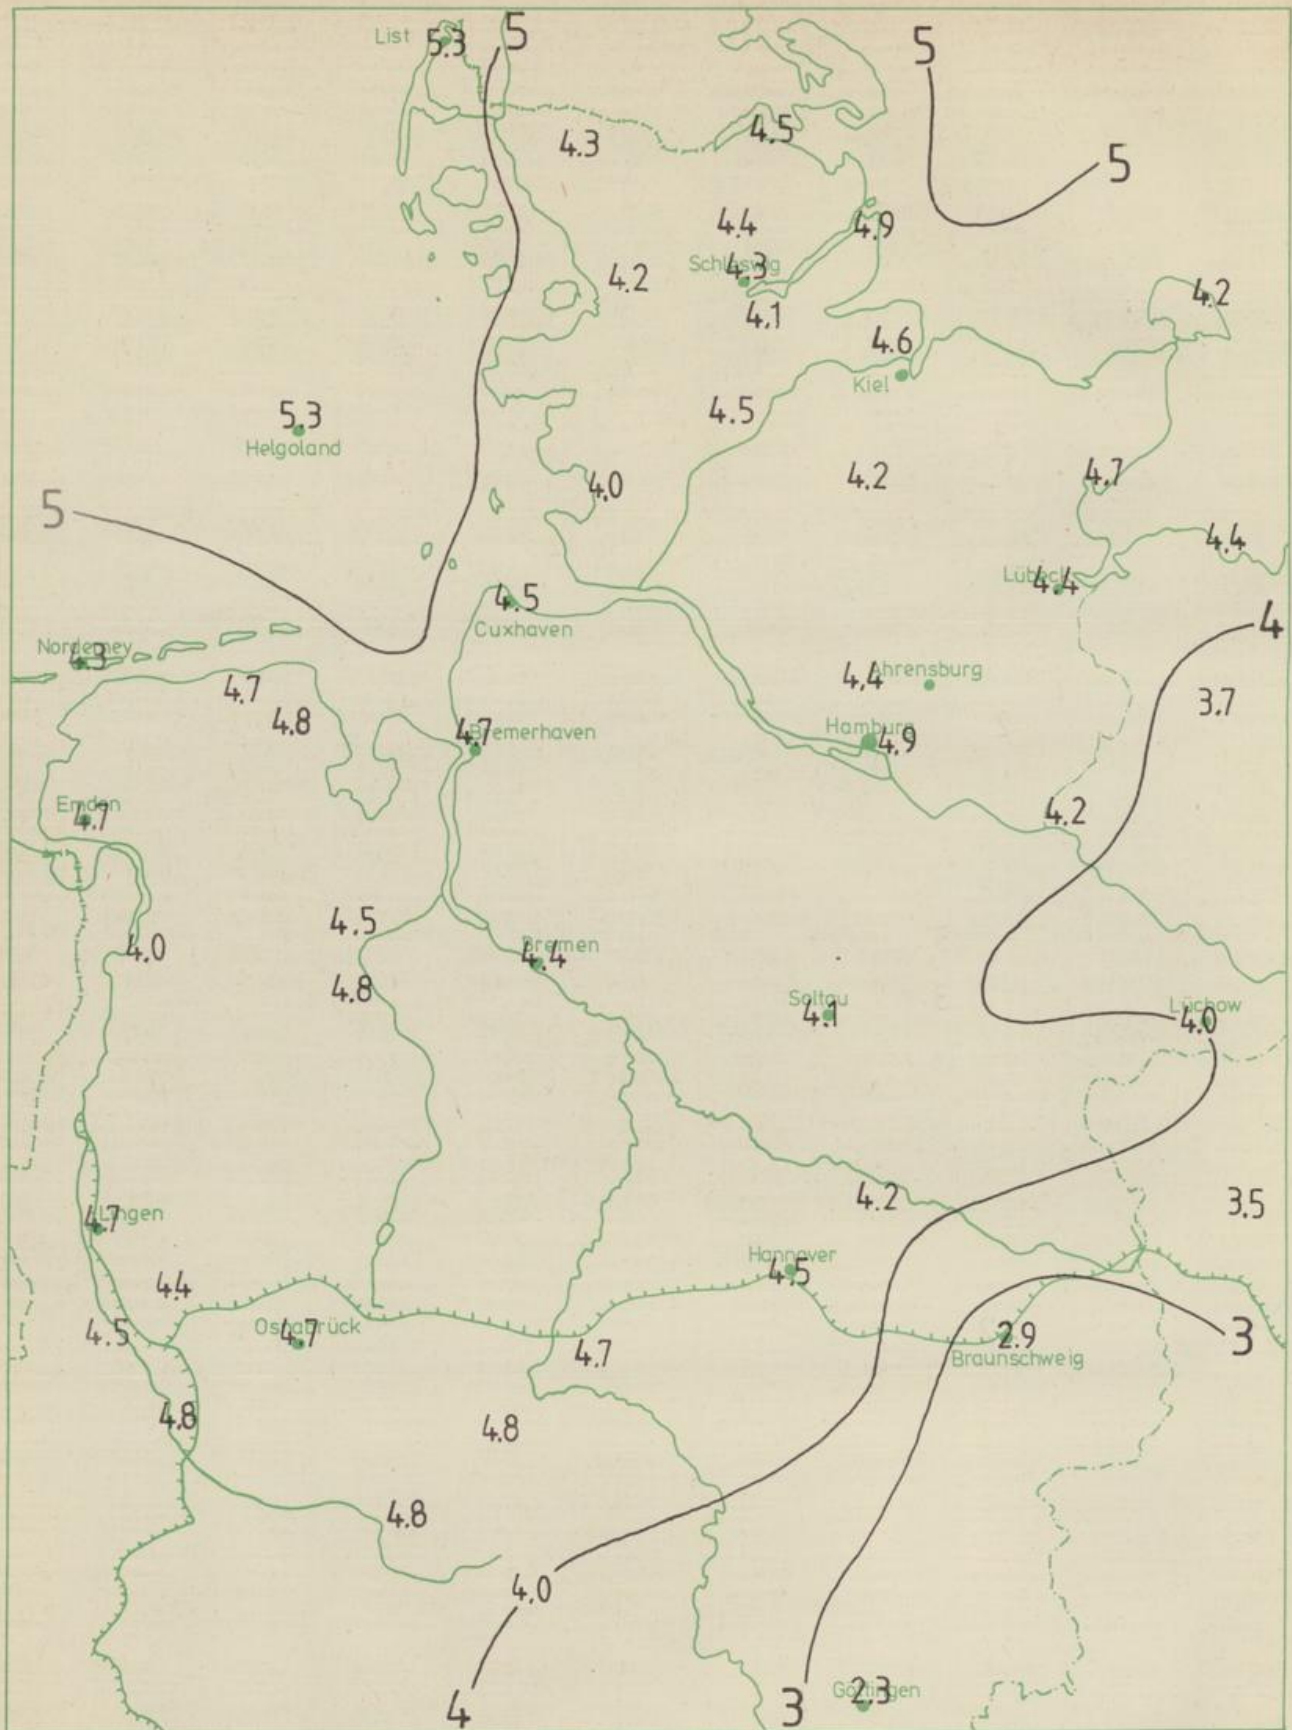 List 5.3
5
5
4.3
4.5
5
4.4
4.9
Schleswig
4.3
4.2
4.2
4.1
4.6
Kiel
4.5
5.3
Helgoland
4.2
4.7
4.0
5
4.4
Lübeck
4.4
4.5
Cuxhaven
4
Norderney
4.3
4.7
4.4
Ahrensburg
3.7
4.8
4.7
Bremerhaven
Hamburg
4.9
Emden
4.7
4.2
4.5
4.0
Bremen
4.4
4.8
Soltau
4.1
Lüchow
4.0
4.7
Lingen
4.2
3.5
Hannover
4.5
4.4
4.5
Osnabrück
4.7
4.7
2.9
Braunschweig
3
4.8
4.8
4.8
4.0
4
3
Göttingen
2.3